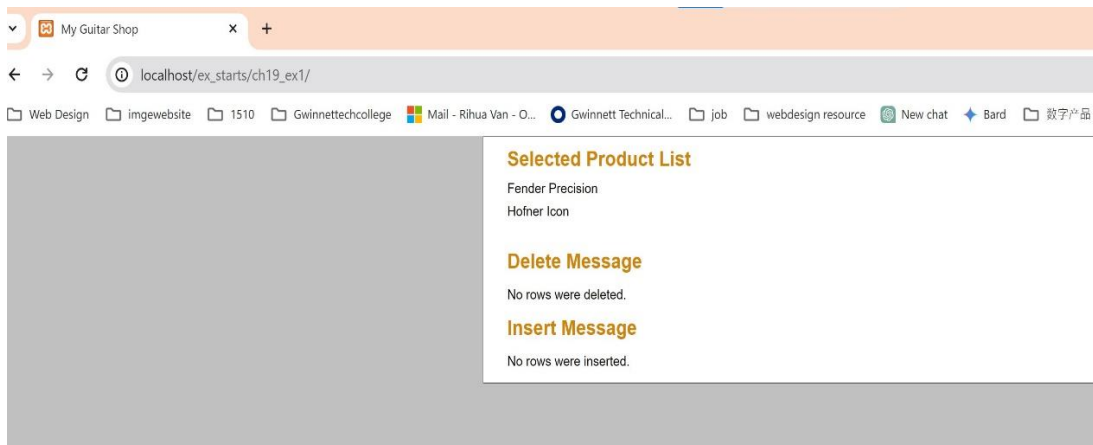 My Guitar Shop
localhost/ex_starts/ch19_ex1/
Web Design imgewebsite 1510 Gwinnettechcollege Mail - Rihua Van - O... Gwinnett Technical... job webdesign resource New chat Bard 数字产品
Selected Product List
Fender Precision
Hofner Icon
Delete Message
No rows were deleted.
Insert Message
No rows were inserted.